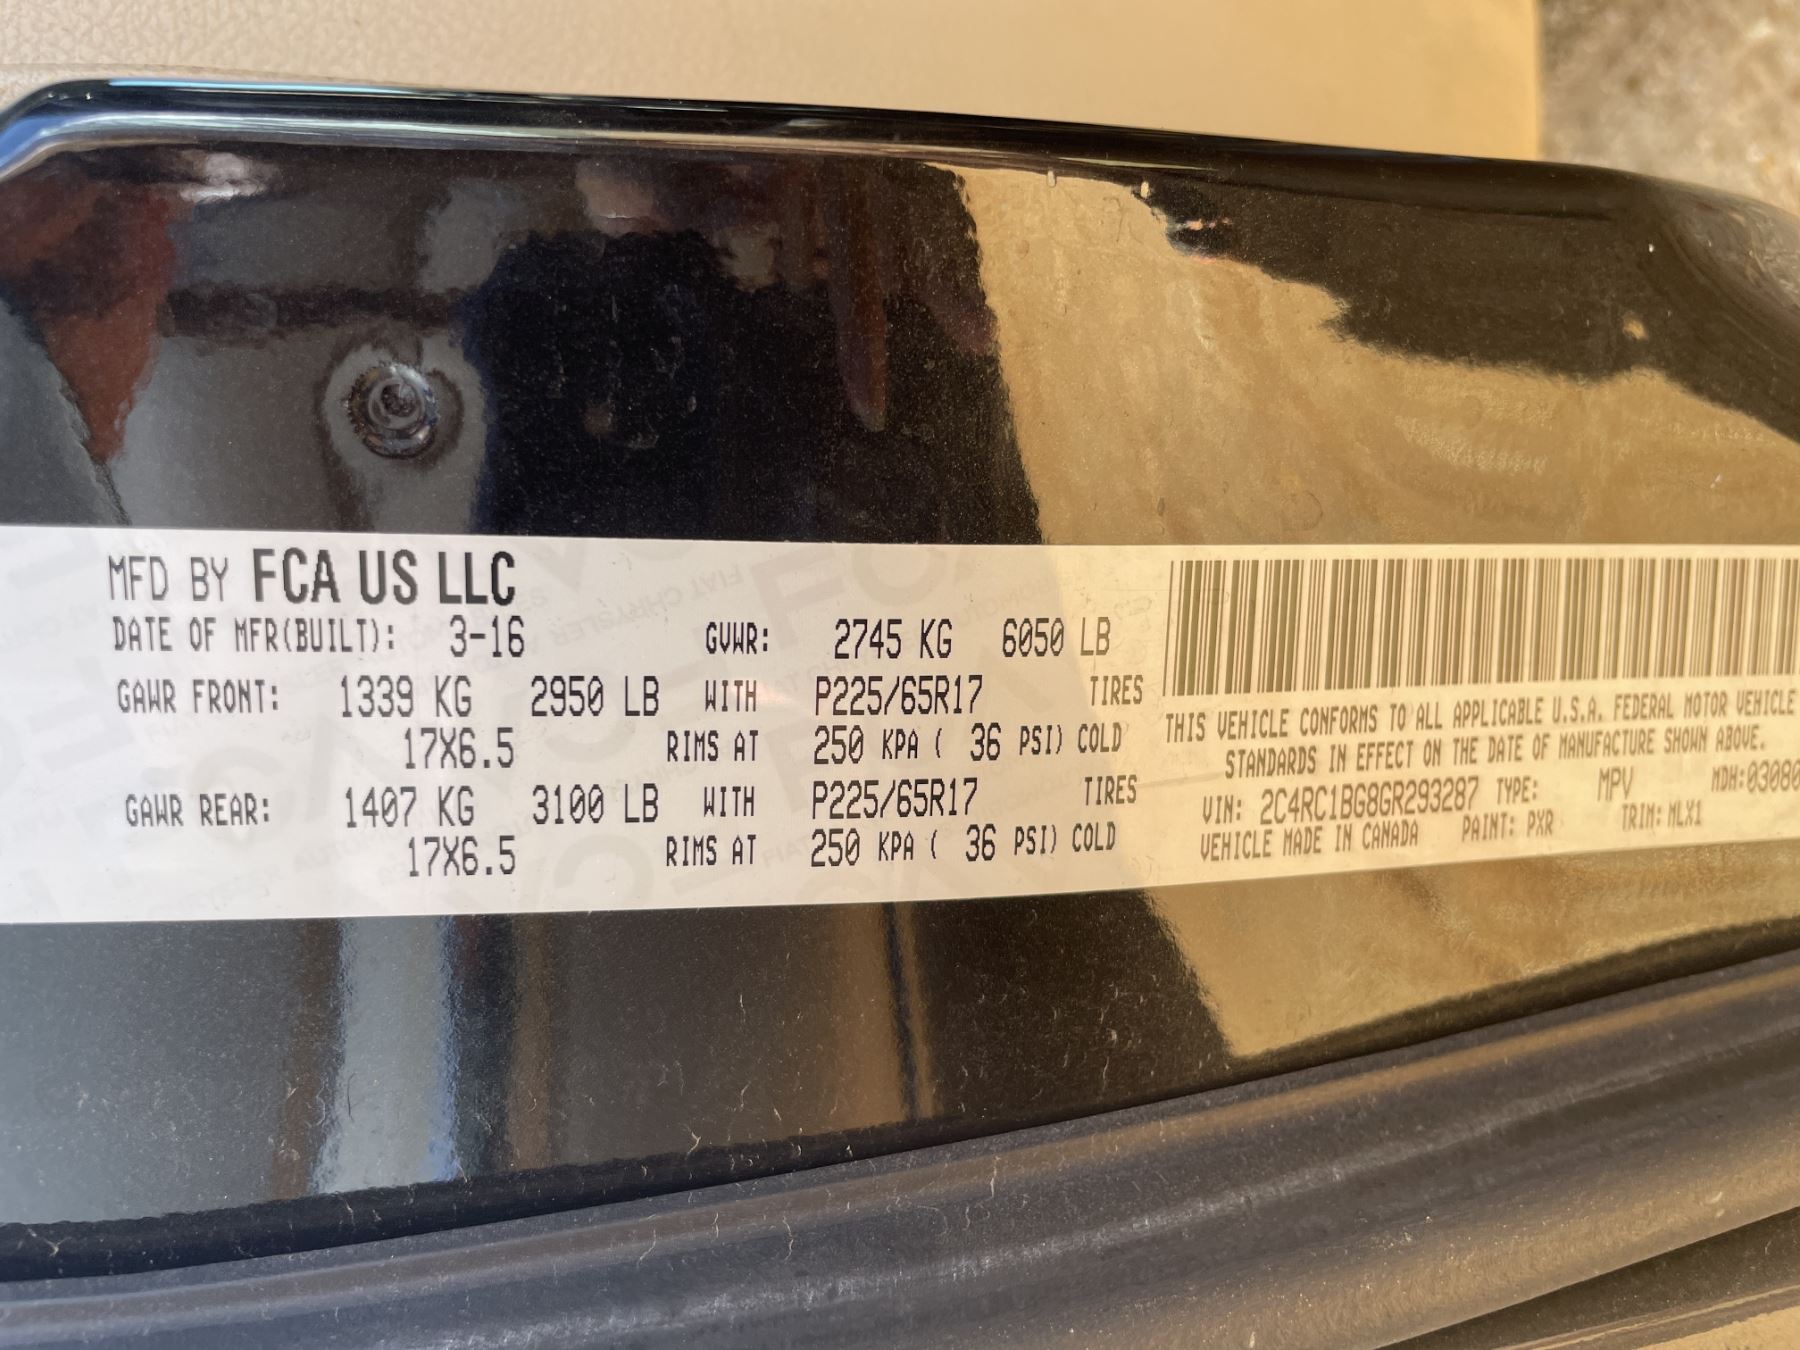 MFD BY FCA US LLC
DATE OF MFR(BUILT): 3-16 GVWR: 2745 KG 6050 LB
GAWR FRONT: 1339 KG 2950 LB WITH P225/65R17 TIRES
17X6.5 RIMS AT 250 KPA ( 36 PSI) COLD
GAWR REAR: 1407 KG 3100 LB WITH P225/65R17 TIRES
17X6.5 RIMS AT 250 KPA ( 36 PSI) COLD
THIS VEHICLE CONFORMS TO ALL APPLICABLE U.S.A. FEDERAL MOTOR VEHICLE
STANDARDS IN EFFECT ON THE DATE OF MANUFACTURE SHOWN ABOVE.
VIN: 2C4RC1BG8GR293287 TYPE: MPV MDH:03080
VEHICLE MADE IN CANADA PAINT: PXR TRIM: MLX1